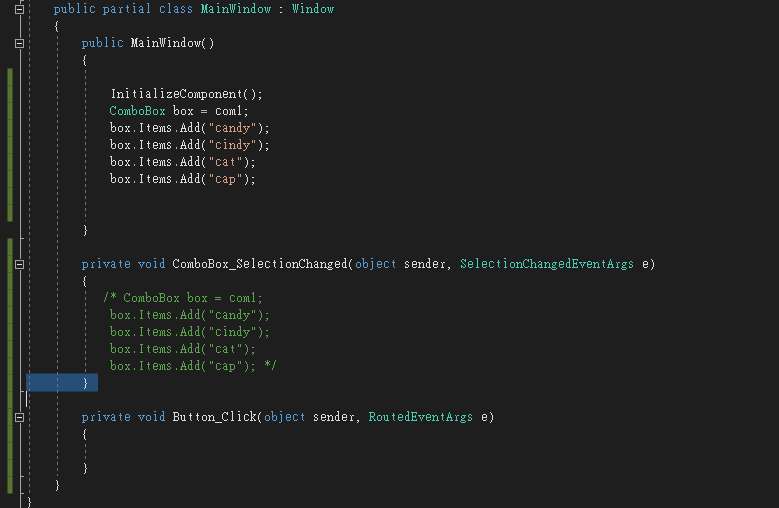 public partial class MainWindow : Window
{
public MainWindow()
{
InitializeComponent();
ComboBox box = com1;
box.Items.Add("candy");
box.Items.Add("cindy");
box.Items.Add("cat");
box.Items.Add("cap");
}
private void ComboBox_SelectionChanged(object sender, SelectionChangedEventArgs e)
{
/* ComboBox box = com1;
box.Items.Add("candy");
box.Items.Add("cindy");
box.Items.Add("cat");
box.Items.Add("cap"); */
}
private void Button_Click(object sender, RoutedEventArgs e)
{
}
}
}